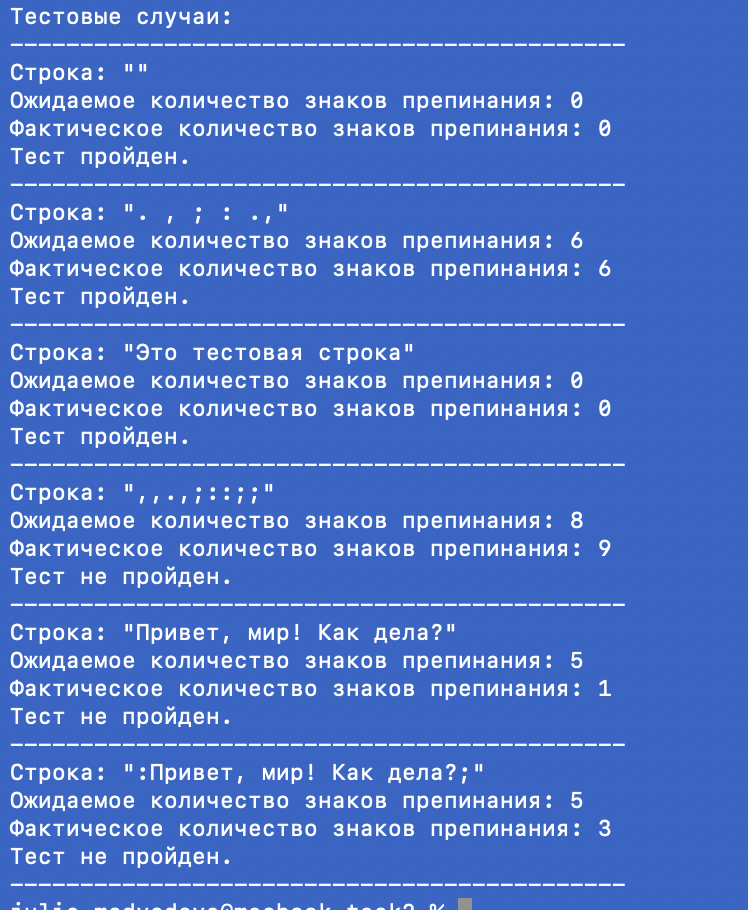 Тестовые случаи:
--------------------------------------------
Строка: ""
Ожидаемое количество знаков препинания: 0
Фактическое количество знаков препинания: 0
Тест пройден.
--------------------------------------------
Строка: ". , ; : .,"
Ожидаемое количество знаков препинания: 6
Фактическое количество знаков препинания: 6
Тест пройден.
--------------------------------------------
Строка: "Это тестовая строка"
Ожидаемое количество знаков препинания: 0
Фактическое количество знаков препинания: 0
Тест пройден.
--------------------------------------------
Строка: ",,.,;::;;"
Ожидаемое количество знаков препинания: 8
Фактическое количество знаков препинания: 9
Тест не пройден.
--------------------------------------------
Строка: "Привет, мир! Как дела?"
Ожидаемое количество знаков препинания: 5
Фактическое количество знаков препинания: 1
Тест не пройден.
--------------------------------------------
Строка: ":Привет, мир! Как дела?;"
Ожидаемое количество знаков препинания: 5
Фактическое количество знаков препинания: 3
Тест не пройден.
--------------------------------------------